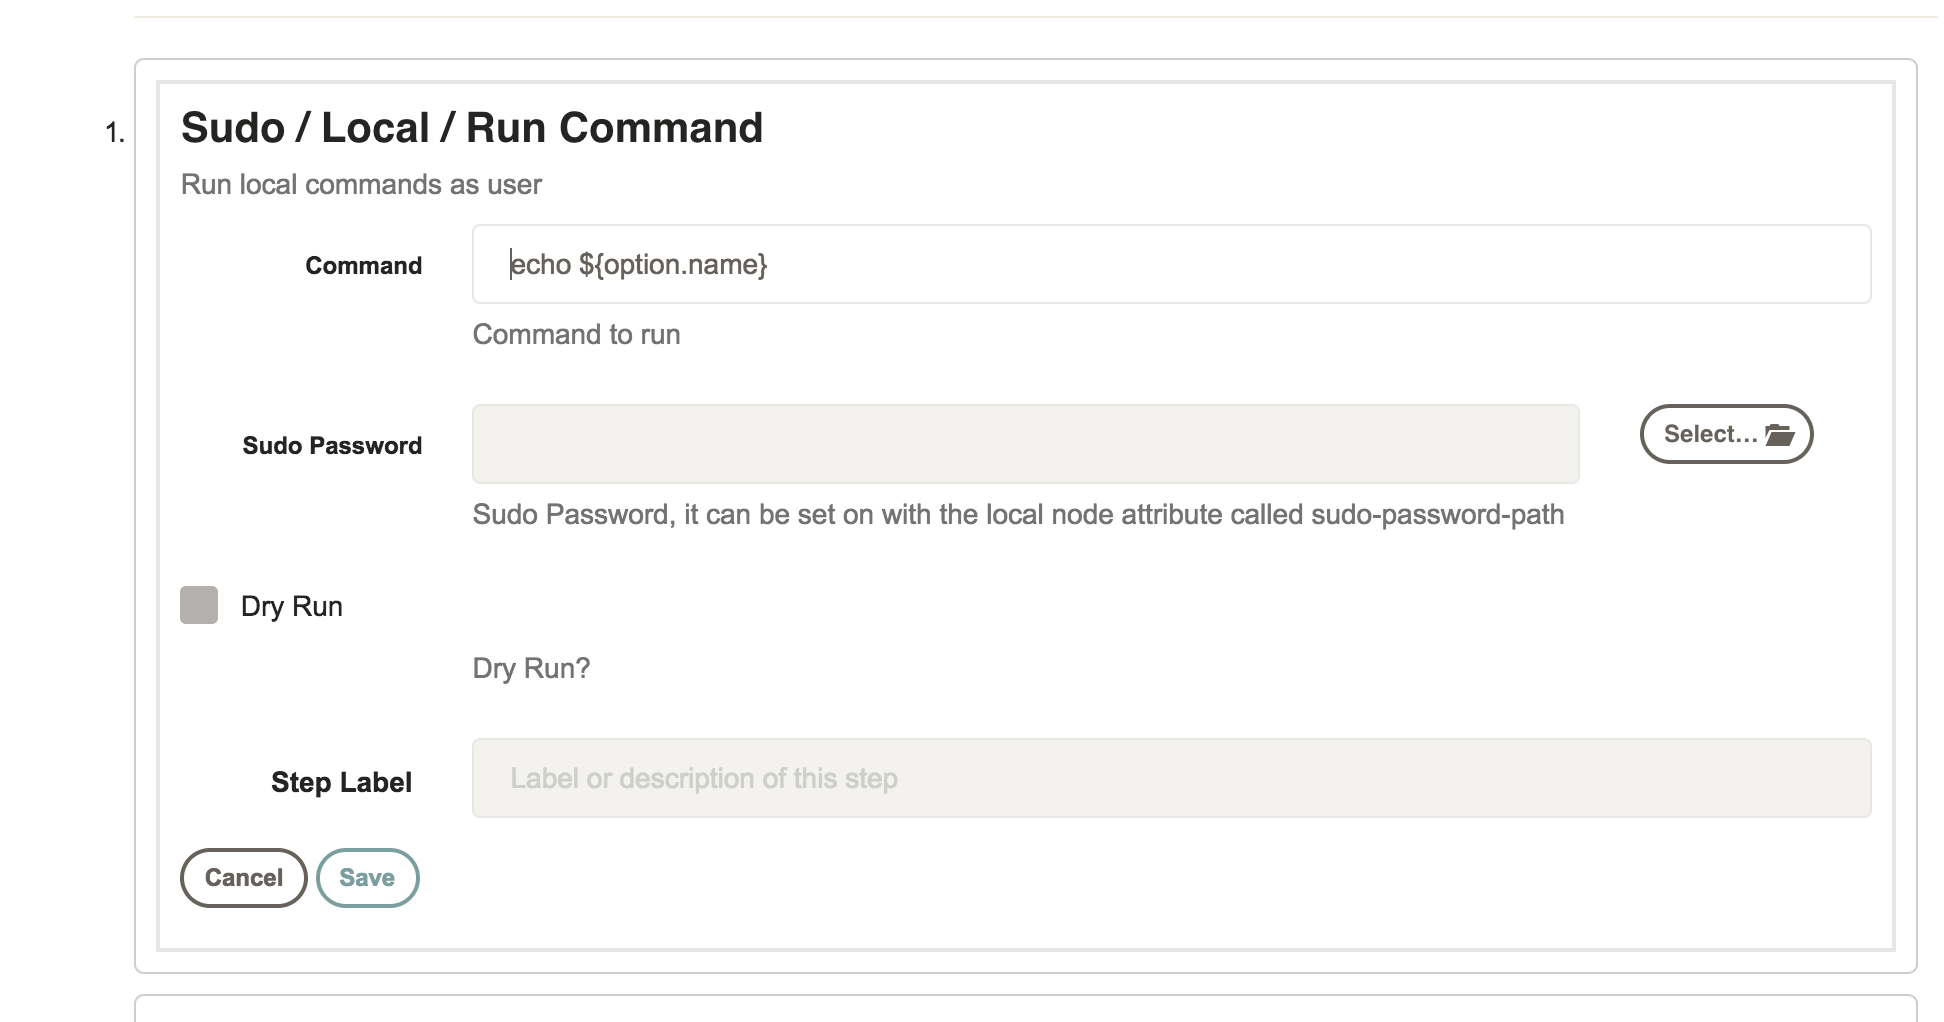 1.
Sudo / Local / Run Command
Run local commands as user
Command
echo ${option.name}
Command to run
Sudo Password
Select...
Sudo Password, it can be set on with the local node attribute called sudo-password-path
Dry Run
Dry Run?
Step Label
Label or description of this step
Cancel
Save